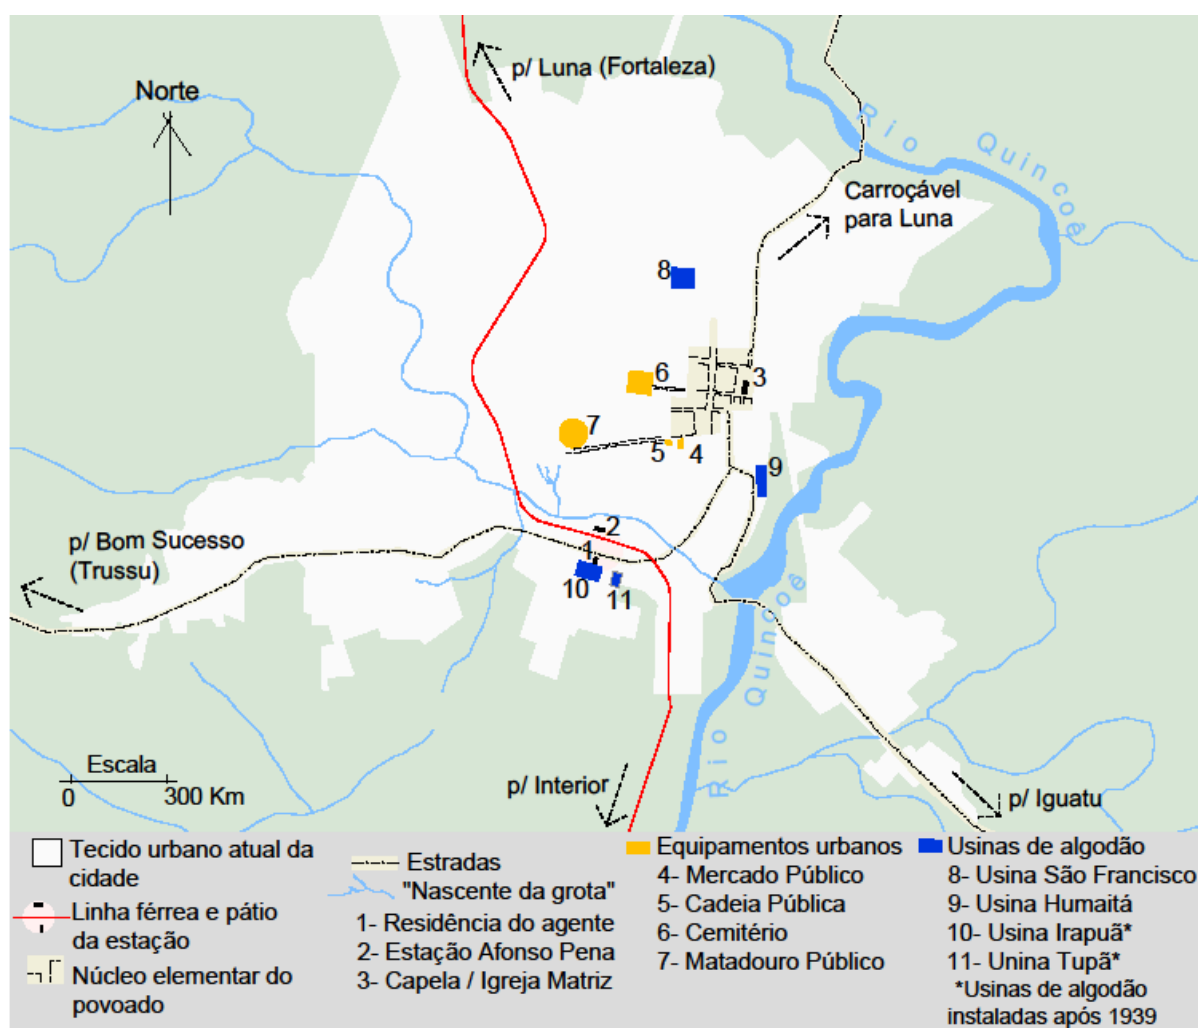 p/ Luna (Fortaleza)
Norte
Rio Quincoê
Carroçável
para Luna
8
6
3
7
5
4
9
2
p/ Bom Sucesso
(Trussu)
1
10
11
Rio Quincoê
Escala
0 300 Km
p/ Interior
p/ Iguatu
Tecido urbano atual da
cidade
Linha férrea e pátio
da estação
Núcleo elementar do
povoado
Estradas
"Nascente da grota"
1- Residência do agente
2- Estação Afonso Pena
3- Capela / Igreja Matriz
Equipamentos urbanos
4- Mercado Público
5- Cadeia Pública
6- Cemitério
7- Matadouro Público
Usinas de algodão
8- Usina São Francisco
9- Usina Humaitá
10- Usina Irapuã*
11- Unina Tupã*
*Usinas de algodão
instaladas após 1939